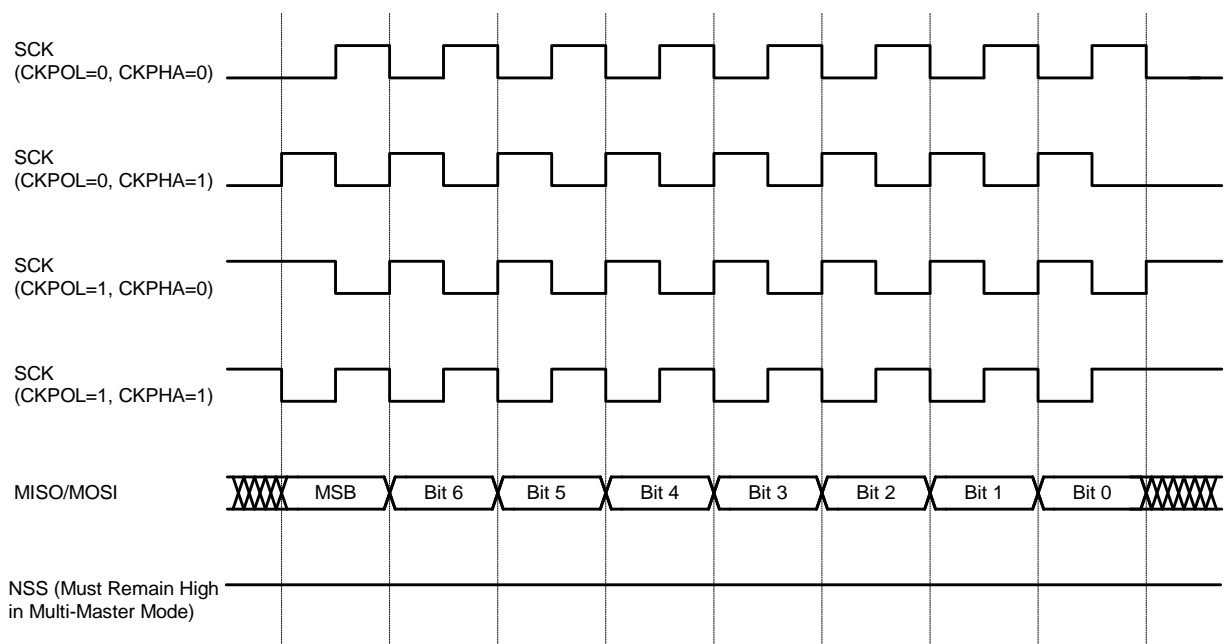 SCK
(CKPOL=0, CKPHA=0)
SCK
(CKPOL=0, CKPHA=1)
SCK
(CKPOL=1, CKPHA=0)
SCK
(CKPOL=1, CKPHA=1)
MISO/MOSI
MSB
Bit 6
Bit 5
Bit 4
Bit 3
Bit 2
Bit 1
Bit 0
NSS (Must Remain High
in Multi-Master Mode)